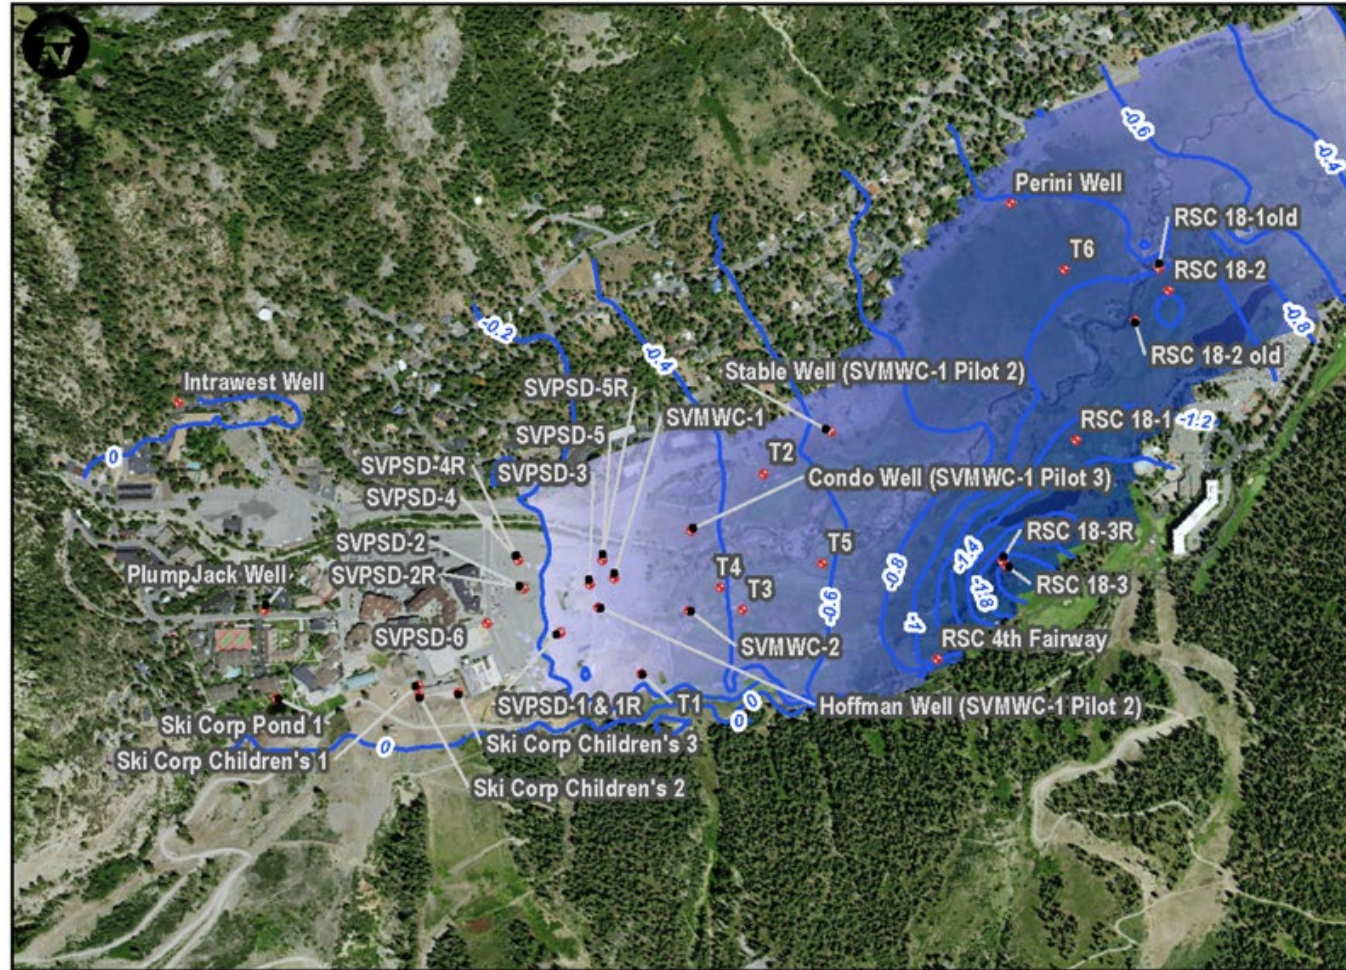 N
-0.6
-0.4
Perini Well
RSC 18-1old
T6
RSC 18-2
-0.2
-0.8
-0.4
RSC 18-2 old
Stable Well (SVMWC-1 Pilot 2)
Intrawest Well
SVPSD-5R
SVMWC-1
RSC 18-1
-1.2
SVPSD-5
0
SVPSD-4R
SVPSD-3
T2
Condo Well (SVMWC-1 Pilot 3)
SVPSD-4
RSC 18-3R
-1.4
SVPSD-2
T5
PlumpJack Well
SVPSD-2R
T4
-0.8
RSC 18-3
T3
-1.8
-0.6
-1
SVPSD-6
SVMWC-2
RSC 4th Fairway
SVPSD-1 & 1R
T1
0
Hoffman Well (SVMWC-1 Pilot 2)
Ski Corp Pond 1
0
0
Ski Corp Children's 3
Ski Corp Children's 1
Ski Corp Children's 2